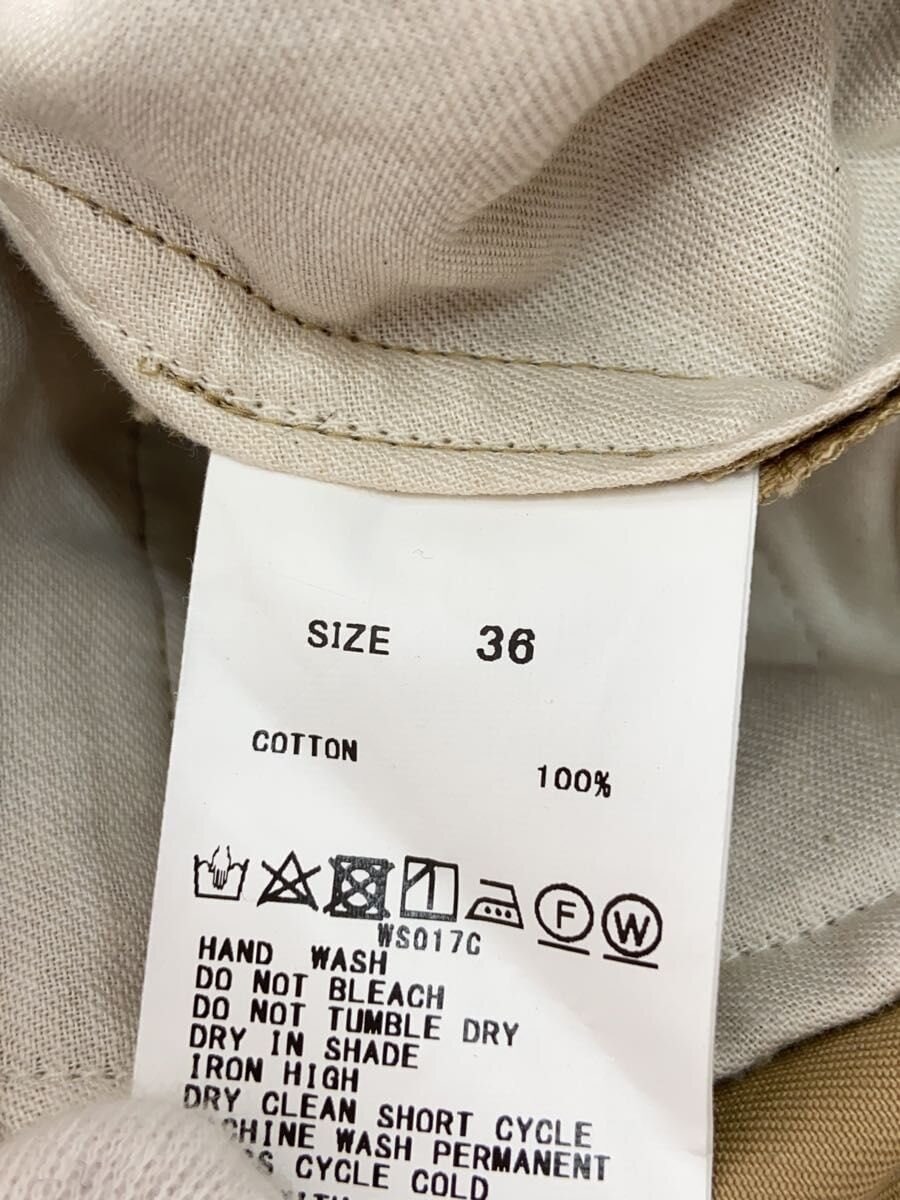 SIZE 36
COTTON
100%
F W
WS017C
HAND WASH
DO NOT BLEACH
DO NOT TUMBLE DRY
DRY IN SHADE
IRON HIGH
DRY CLEAN SHORT CYCLE
WASH PERMANENT
CYCLE COLD